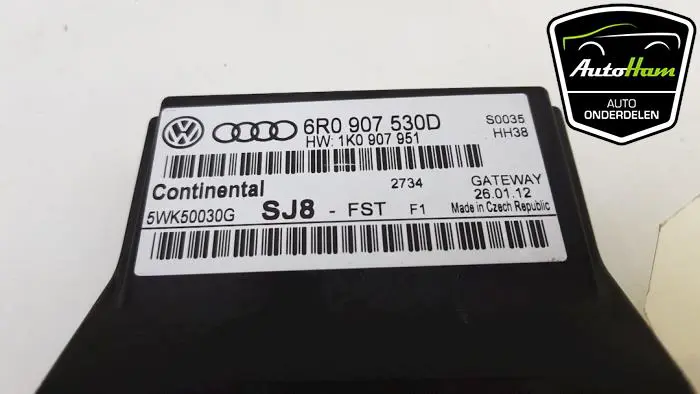 6R0 907 530D
HW: 1K0 907 951
S0035
HH38
Continental
5WK50030G
SJ8 - FST F1
2734
GATEWAY
26.01.12
Made in Czech Republic
AutoHam
AUTO
ONDERDELEN